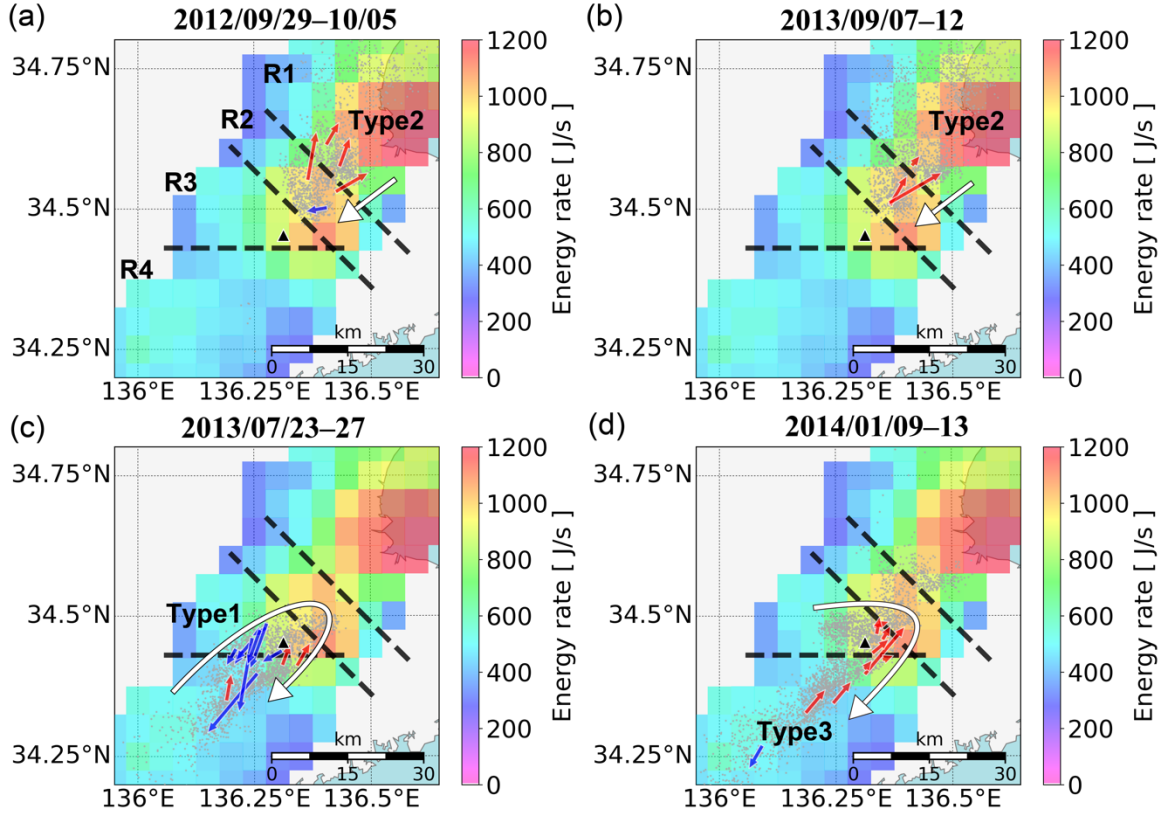 (a) 2012/09/29–10/05
34.75°N
34.5°N
34.25°N
136°E 136.25°E 136.5°E
R1
R2
R3
R4
Type2
km
0 15 30
1200
1000
800
600
400
200
0
Energy rate [ J/s]
(b) 2013/09/07–12
136°E 136.25°E 136.5°E
Type2
km
0 15 30
1200
1000
800
600
400
200
0
Energy rate [ J/s]
(c) 2013/07/23–27
34.75°N
34.5°N
34.25°N
136°E 136.25°E 136.5°E
Type1
km
0 15 30
1200
1000
800
600
400
200
0
Energy rate [ J/s]
(d) 2014/01/09–13
34.75°N
34.5°N
34.25°N
136°E 136.25°E 136.5°E
Type3
km
0 15 30
1200
1000
800
600
400
200
0
Energy rate [ J/s]